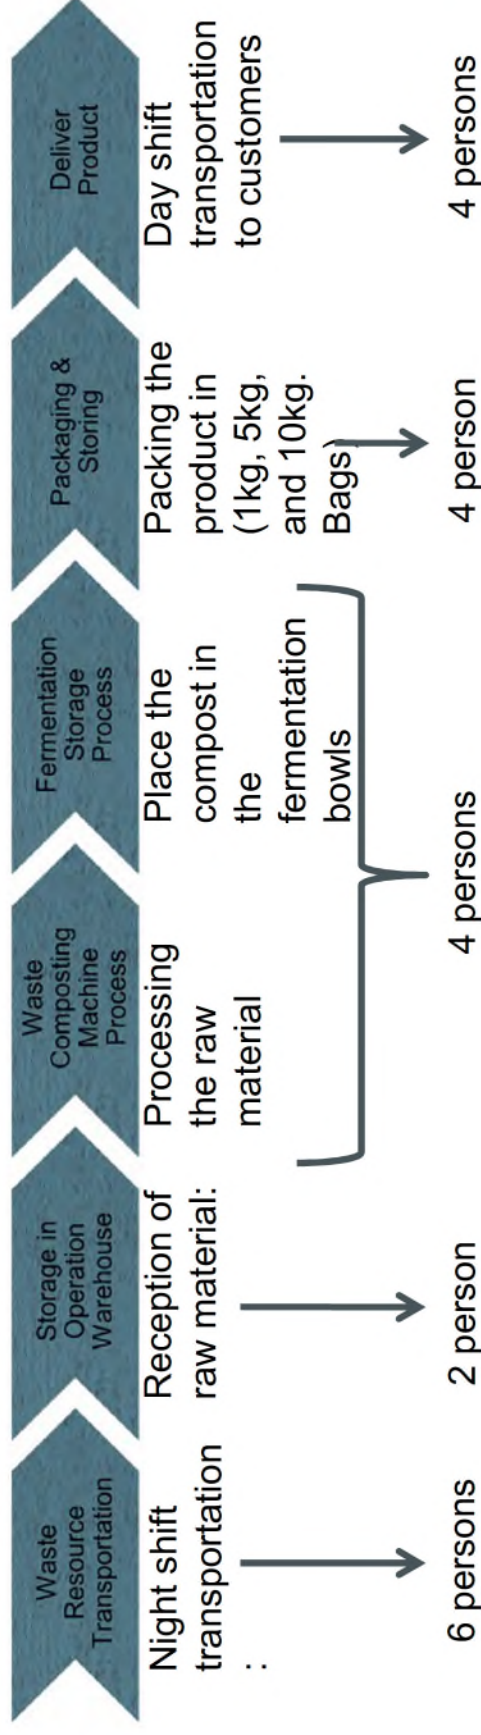 Waste
Resource
Transportation
Storage in
Operation
Warehouse
Waste
Composting
Machine
Process
Fermentation
Storage
Process
Packaging &
Storing
Deliver
Product
Night shift
transportation
:
Reception of
raw material:
Processing
the raw
material
Place the
compost in
the
fermentation
bowls
Packing the
product in
(1kg, 5kg,
and 10kg.
Bags)
Day shift
transportation
to customers
6 persons
2 person
4 persons
4 person
4 persons